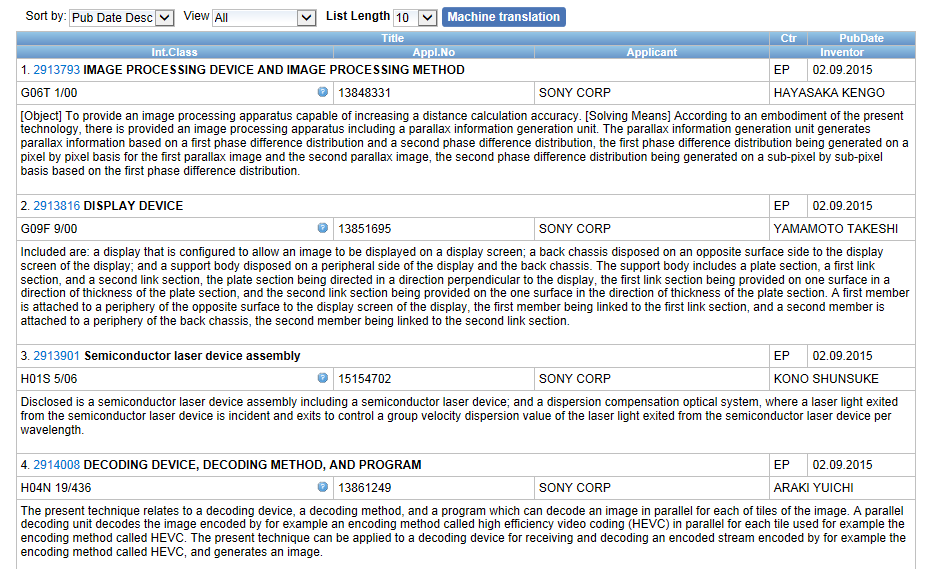 Sort by: Pub Date Desc View All List Length 10 Machine translation
Title Ctr PubDate
Int.Class Appl.No Applicant Inventor
1. 2913793 IMAGE PROCESSING DEVICE AND IMAGE PROCESSING METHOD EP 02.09.2015
G06T 1/00 ? 13848331 SONY CORP HAYASAKA KENGO
[Object] To provide an image processing apparatus capable of increasing a distance calculation accuracy. [Solving Means] According to an embodiment of the present
technology, there is provided an image processing apparatus including a parallax information generation unit. The parallax information generation unit generates
parallax information based on a first phase difference distribution and a second phase difference distribution, the first phase difference distribution being generated on a
pixel by pixel basis for the first parallax image and the second parallax image, the second phase difference distribution being generated on a sub-pixel by sub-pixel
basis based on the first phase difference distribution.
2. 2913816 DISPLAY DEVICE EP 02.09.2015
G09F 9/00 ? 13851695 SONY CORP YAMAMOTO TAKESHI
Included are: a display that is configured to allow an image to be displayed on a display screen; a back chassis disposed on an opposite surface side to the display
screen of the display; and a support body disposed on a peripheral side of the display and the back chassis. The support body includes a plate section, a first link
section, and a second link section, the plate section being directed in a direction perpendicular to the display, the first link section being provided on one surface in a
direction of thickness of the plate section, and the second link section being provided on the one surface in the direction of thickness of the plate section. A first member
is attached to a periphery of the opposite surface to the display screen of the display, the first member being linked to the first link section, and a second member is
attached to a periphery of the back chassis, the second member being linked to the second link section.
3. 2913901 Semiconductor laser device assembly EP 02.09.2015
H01S 5/06 ? 15154702 SONY CORP KONO SHUNSUKE
Disclosed is a semiconductor laser device assembly including a semiconductor laser device; and a dispersion compensation optical system, where a laser light exited
from the semiconductor laser device is incident and exits to control a group velocity dispersion value of the laser light exited from the semiconductor laser device per
wavelength.
4. 2914008 DECODING DEVICE, DECODING METHOD, AND PROGRAM EP 02.09.2015
H04N 19/436 ? 13861249 SONY CORP ARAKI YUICHI
The present technique relates to a decoding device, a decoding method, and a program which can decode an image in parallel for each of tiles of the image. A parallel
decoding unit decodes the image encoded by for example an encoding method called high efficiency video coding (HEVC) in parallel for each tile used for example the
encoding method called HEVC. The present technique can be applied to a decoding device for receiving and decoding an encoded stream encoded by for example the
encoding method called HEVC, and generates an image.